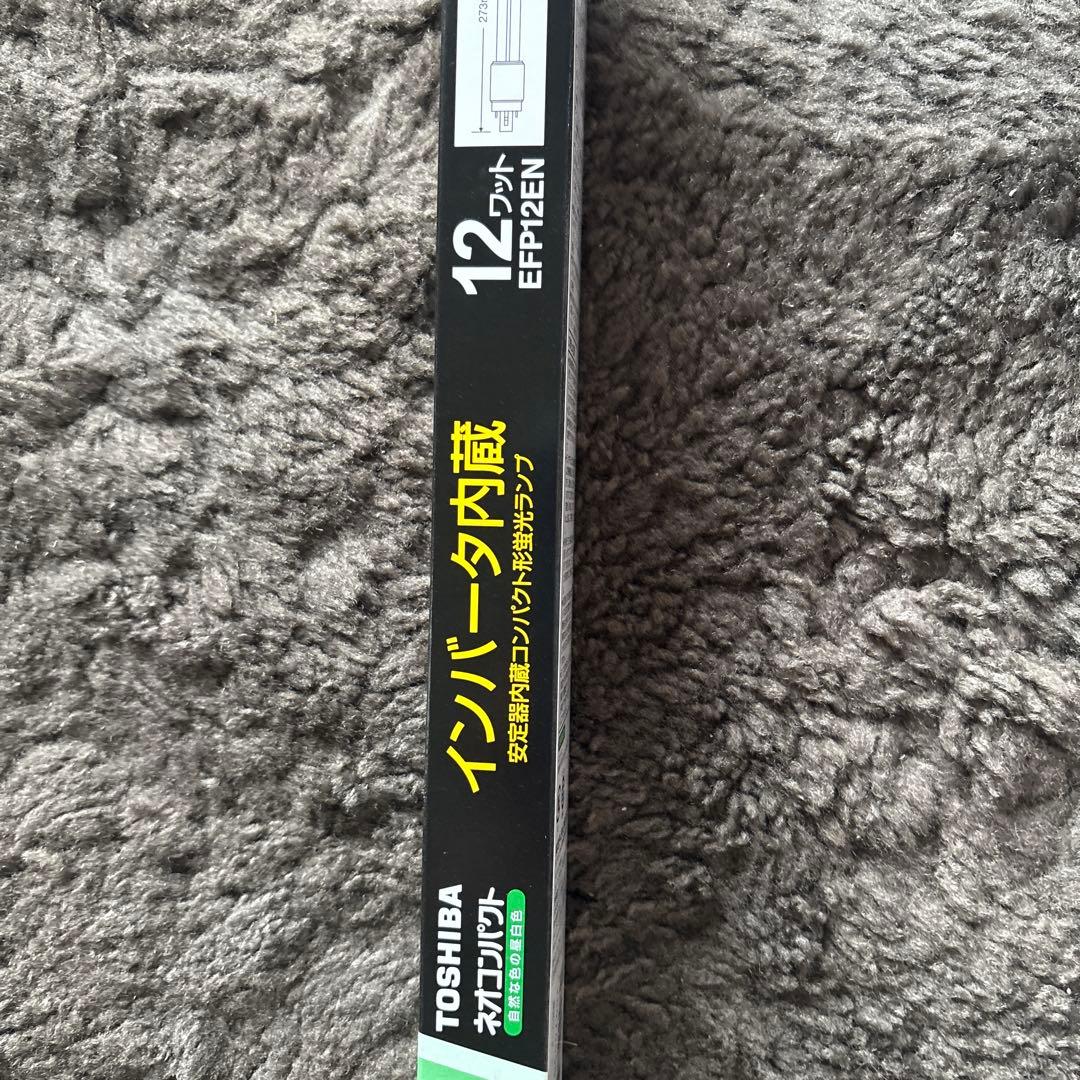 TOSHIBA
ネオコンパクト
自然な色の昼白色
インバータ内蔵
安定器内蔵コンパクト形蛍光ランプ
12ワット
EFP12EN